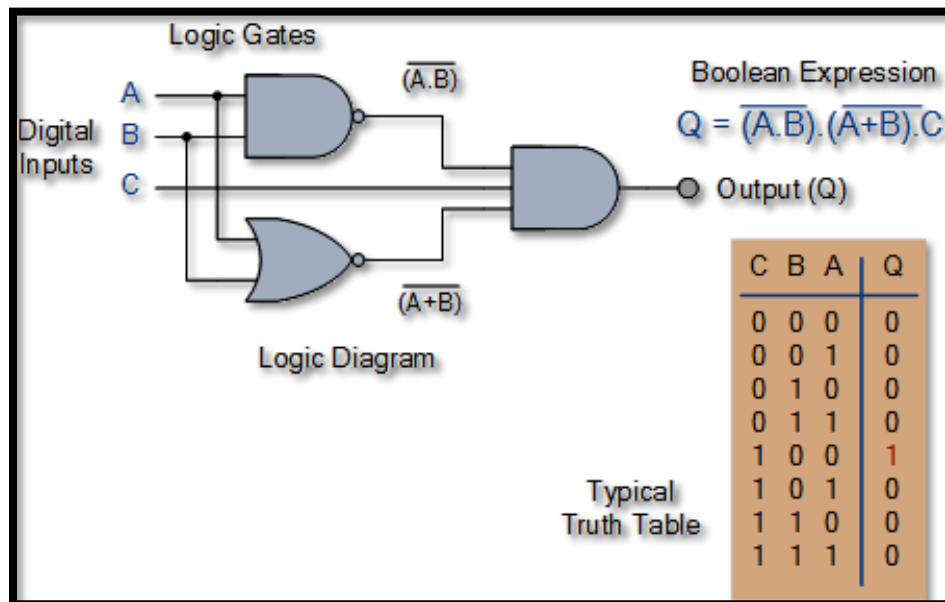 Logic Gates
A
B
C
Digital
Inputs
(A.B)
(A+B)
Logic Diagram
Boolean Expression
Q = (A.B).(A+B).C
Output (Q)
C B A Q
0 0 0 0
0 0 1 0
0 1 0 0
0 1 1 0
1 0 0 1
1 0 1 0
1 1 0 0
1 1 1 0
Typical
Truth Table